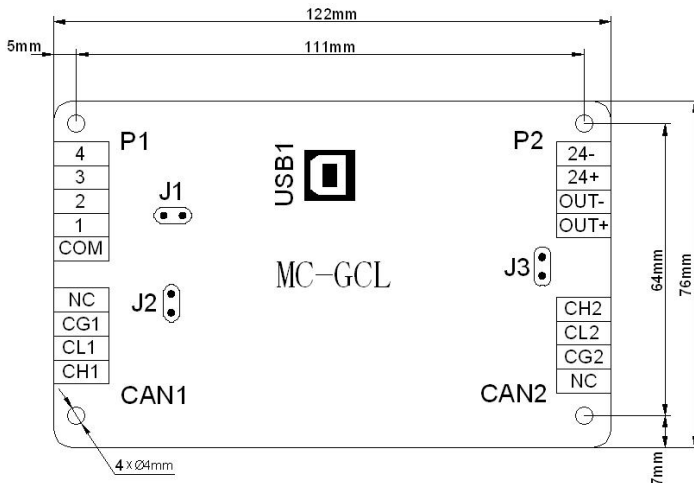 122mm
5mm
111mm
P1
P2
4
3
2
1
COM
J1
USB1
24-
24+
OUT-
OUT+
MC-GCL
J3
64mm
76mm
NC
CG1
CL1
CH1
J2
CH2
CL2
CG2
NC
CAN1
CAN2
4×Ø4mm
7mm